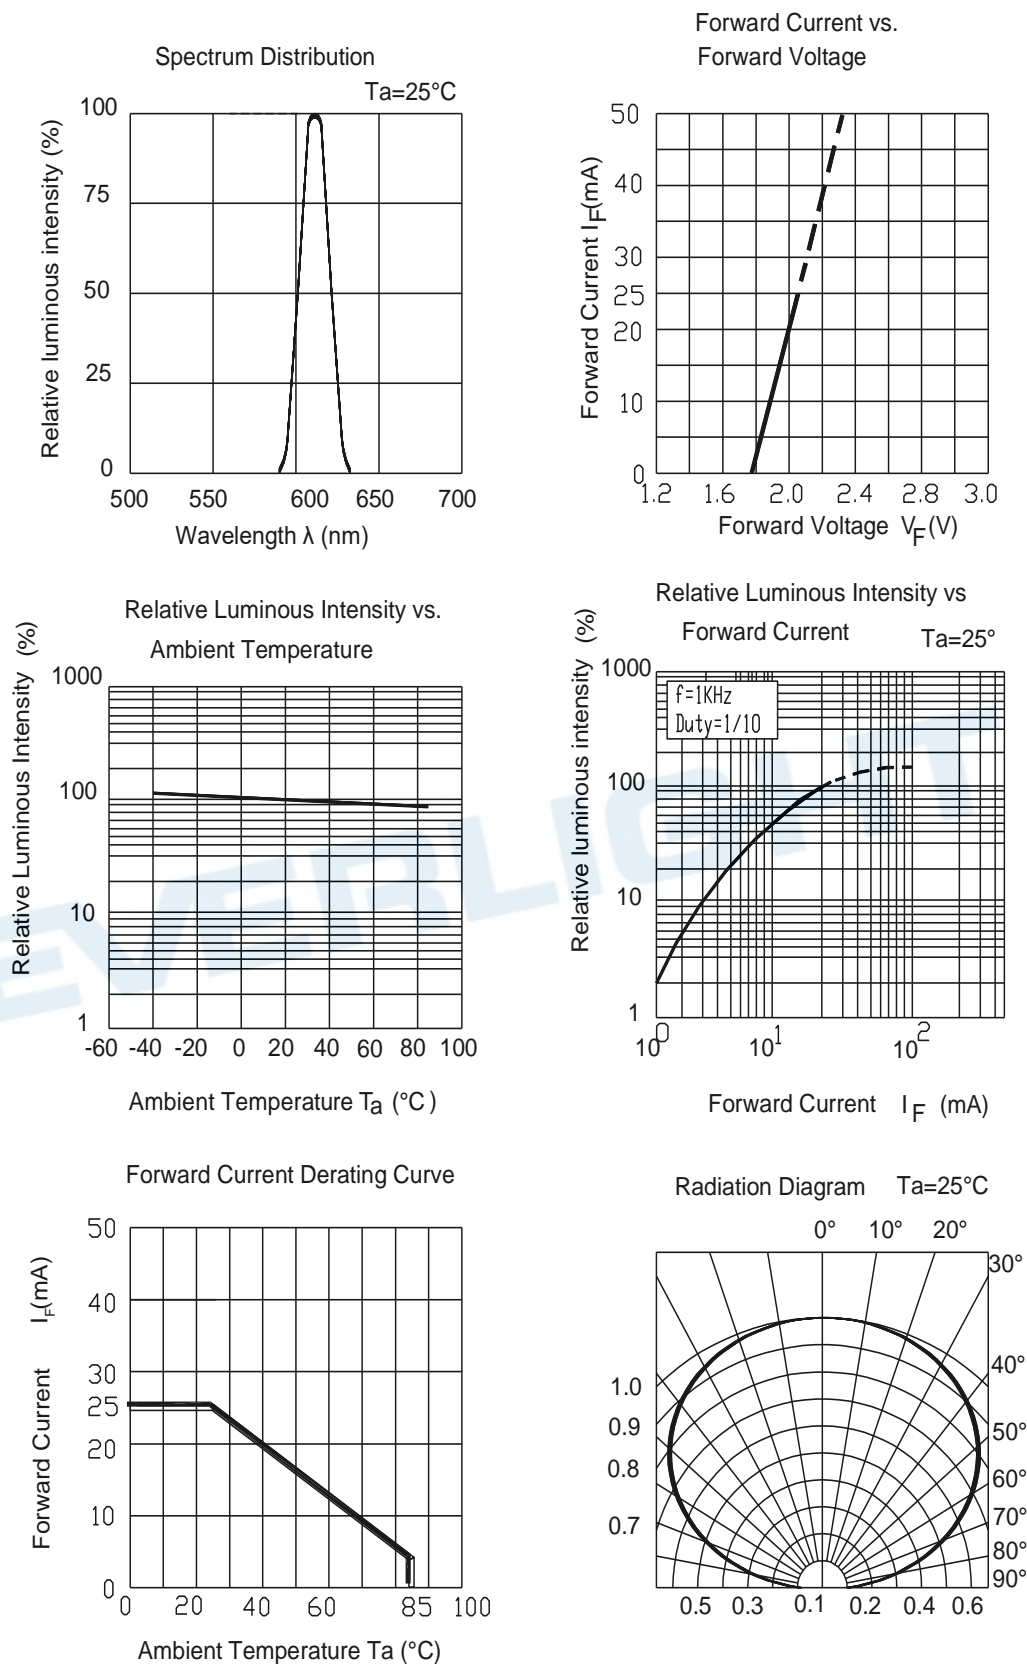 Spectrum Distribution
Ta=25°C
Relative luminous intensity (%)
100
75
50
25
0
500 550 600 650 700
Wavelength λ (nm)
Forward Current vs.
Forward Voltage
Forward Current IF(mA)
50
40
30
25
20
10
0
1.2 1.6 2.0 2.4 2.8 3.0
Forward Voltage VF(V)
Relative Luminous Intensity vs.
Ambient Temperature
Relative Luminous Intensity (%)
1000
100
10
1
-60 -40 -20 0 20 40 60 80 100
Ambient Temperature Ta (°C)
Relative Luminous Intensity vs
Forward Current
Ta=25°
Relative luminous intensity (%)
f=1KHz
Duty=1/10
1000
100
10
1
10⁰ 10¹ 10²
Forward Current IF (mA)
EVERLIGHT
Forward Current Derating Curve
Forward Current IF(mA)
50
40
30
25
20
10
0
0 20 40 60 85 100
Ambient Temperature Ta (°C)
Radiation Diagram Ta=25°C
0° 10° 20°
30°
40°
50°
60°
70°
80°
90°
1.0
0.9
0.8
0.7
0.5 0.3 0.1 0.2 0.4 0.6